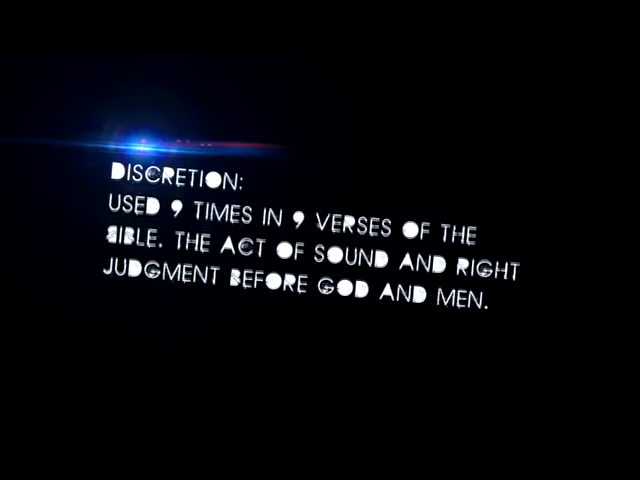 DISCRETION:
USED 9 TIMES IN 9 VERSES OF THE
BIBLE. THE ACT OF SOUND AND RIGHT
JUDGMENT BEFORE GOD AND MEN.